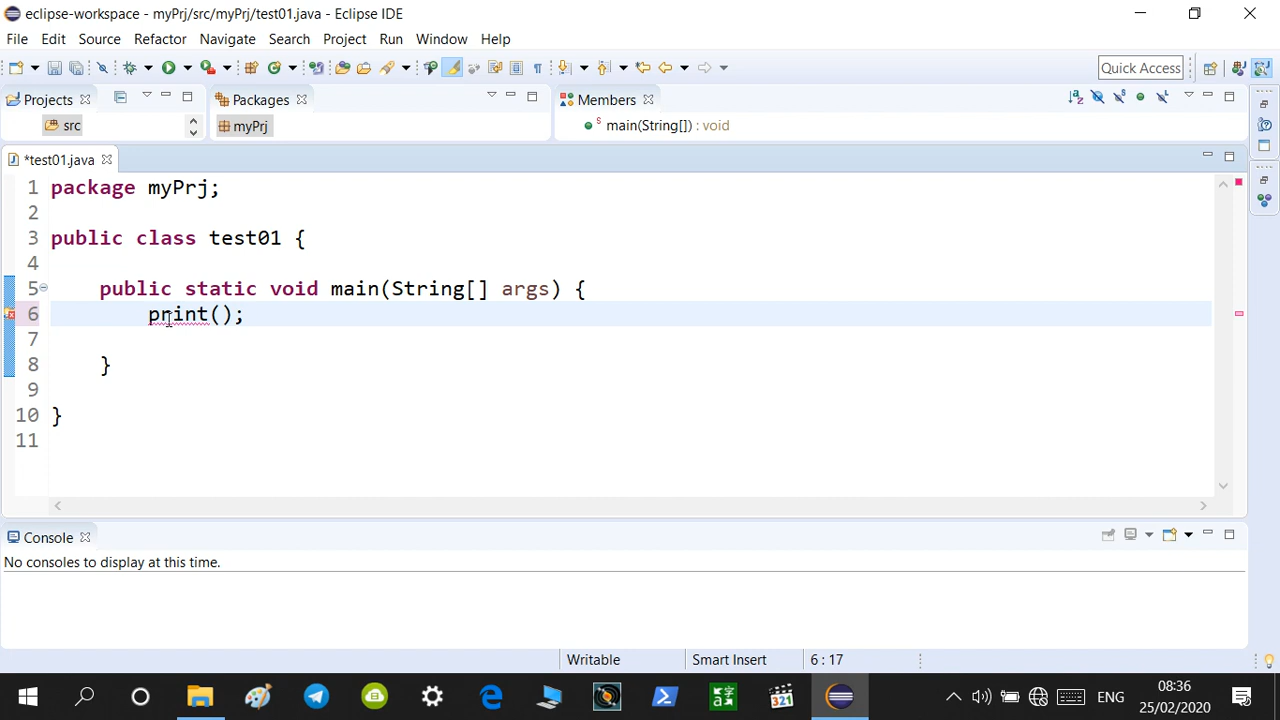 eclipse-workspace - myPrj/src/myPrj/test01.java - Eclipse IDE
File Edit Source Refactor Navigate Search Project Run Window Help
Quick Access
Projects Packages Members
src myPrj main(String[]) : void
*test01.java
1 package myPrj;
2
3 public class test01 {
4
5 public static void main(String[] args) {
6 print();
7
8 }
9
10 }
11
Console
No consoles to display at this time.
Writable Smart Insert 6 : 17
321 ENG 08:36
25/02/2020